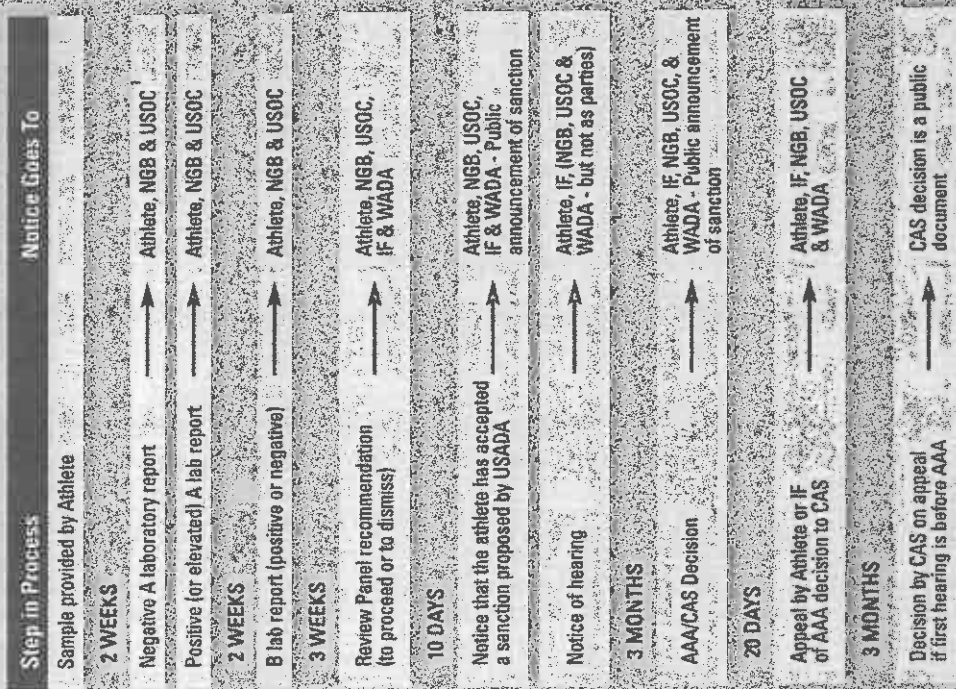 Step in Process Notice Goes To
Sample provided by Athlete
2 WEEKS
Negative A laboratory report Athlete, NGB & USOC 1
Positive for elevated) A lab report Athlete, NGB & USOC
2 WEEKS
B lab report (positive or negative) Athlete, NGB & USOC
3 WEEKS
Review Panel recommendation
(to proceed or to dismiss)
Athlete, NGB, USOC,
IF & WADA
10 DAYS
Notice that the athlete has accepted
a sanction proposed by USADA
Athlete, NGB, USOC,
IF & WADA - Public
announcement of sanction
Notice of hearing
Athlete, IF, (NGB, USOC &
WADA - but not as parties)
3 MONTHS
AAA/CAS Decision
Athlete, IF, NGB, USOC, &
WADA - Public announcement
of sanction
20 DAYS
Appeal by Athlete or IF
of AAA decision to CAS
Athlete, IF, NGB, USOC
& WADA
3 MONTHS
Decision by CAS on appeal
if first hearing is before AAA
CAS decision is a public
document